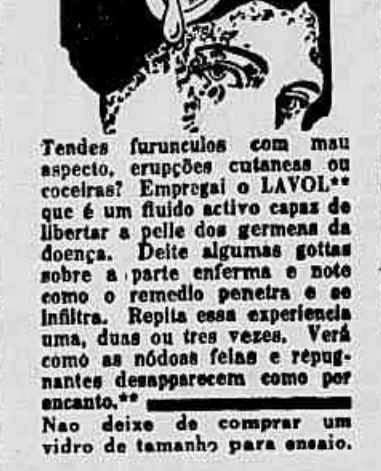 Tendes furunculos com mau
aspecto, erupções cutaneas ou
coceiras? Empregai o LAVOL**
que é um fluido activo capaz de
libertar a pelle dos germens da
doença. Deite algumas gottas
sobre a parte enferma e note
como o remedio penetra e se
infiltra. Repita essa experiencia
uma, duas ou tres vezes. Verá
como as nódoas feias e repug-
nantes desapparecem como por
encanto.**
Nao deixe de comprar um
vidro de tamanho para ensaio.